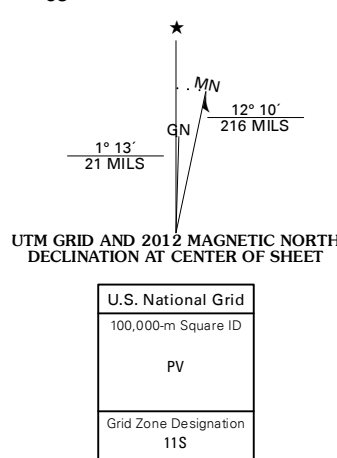 ★
MN
GN
12° 10´
216 MILS
1° 13´
21 MILS
UTM GRID AND 2012 MAGNETIC NORTH
DECLINATION AT CENTER OF SHEET
U.S. National Grid
100,000-m Square ID
PV
Grid Zone Designation
11S